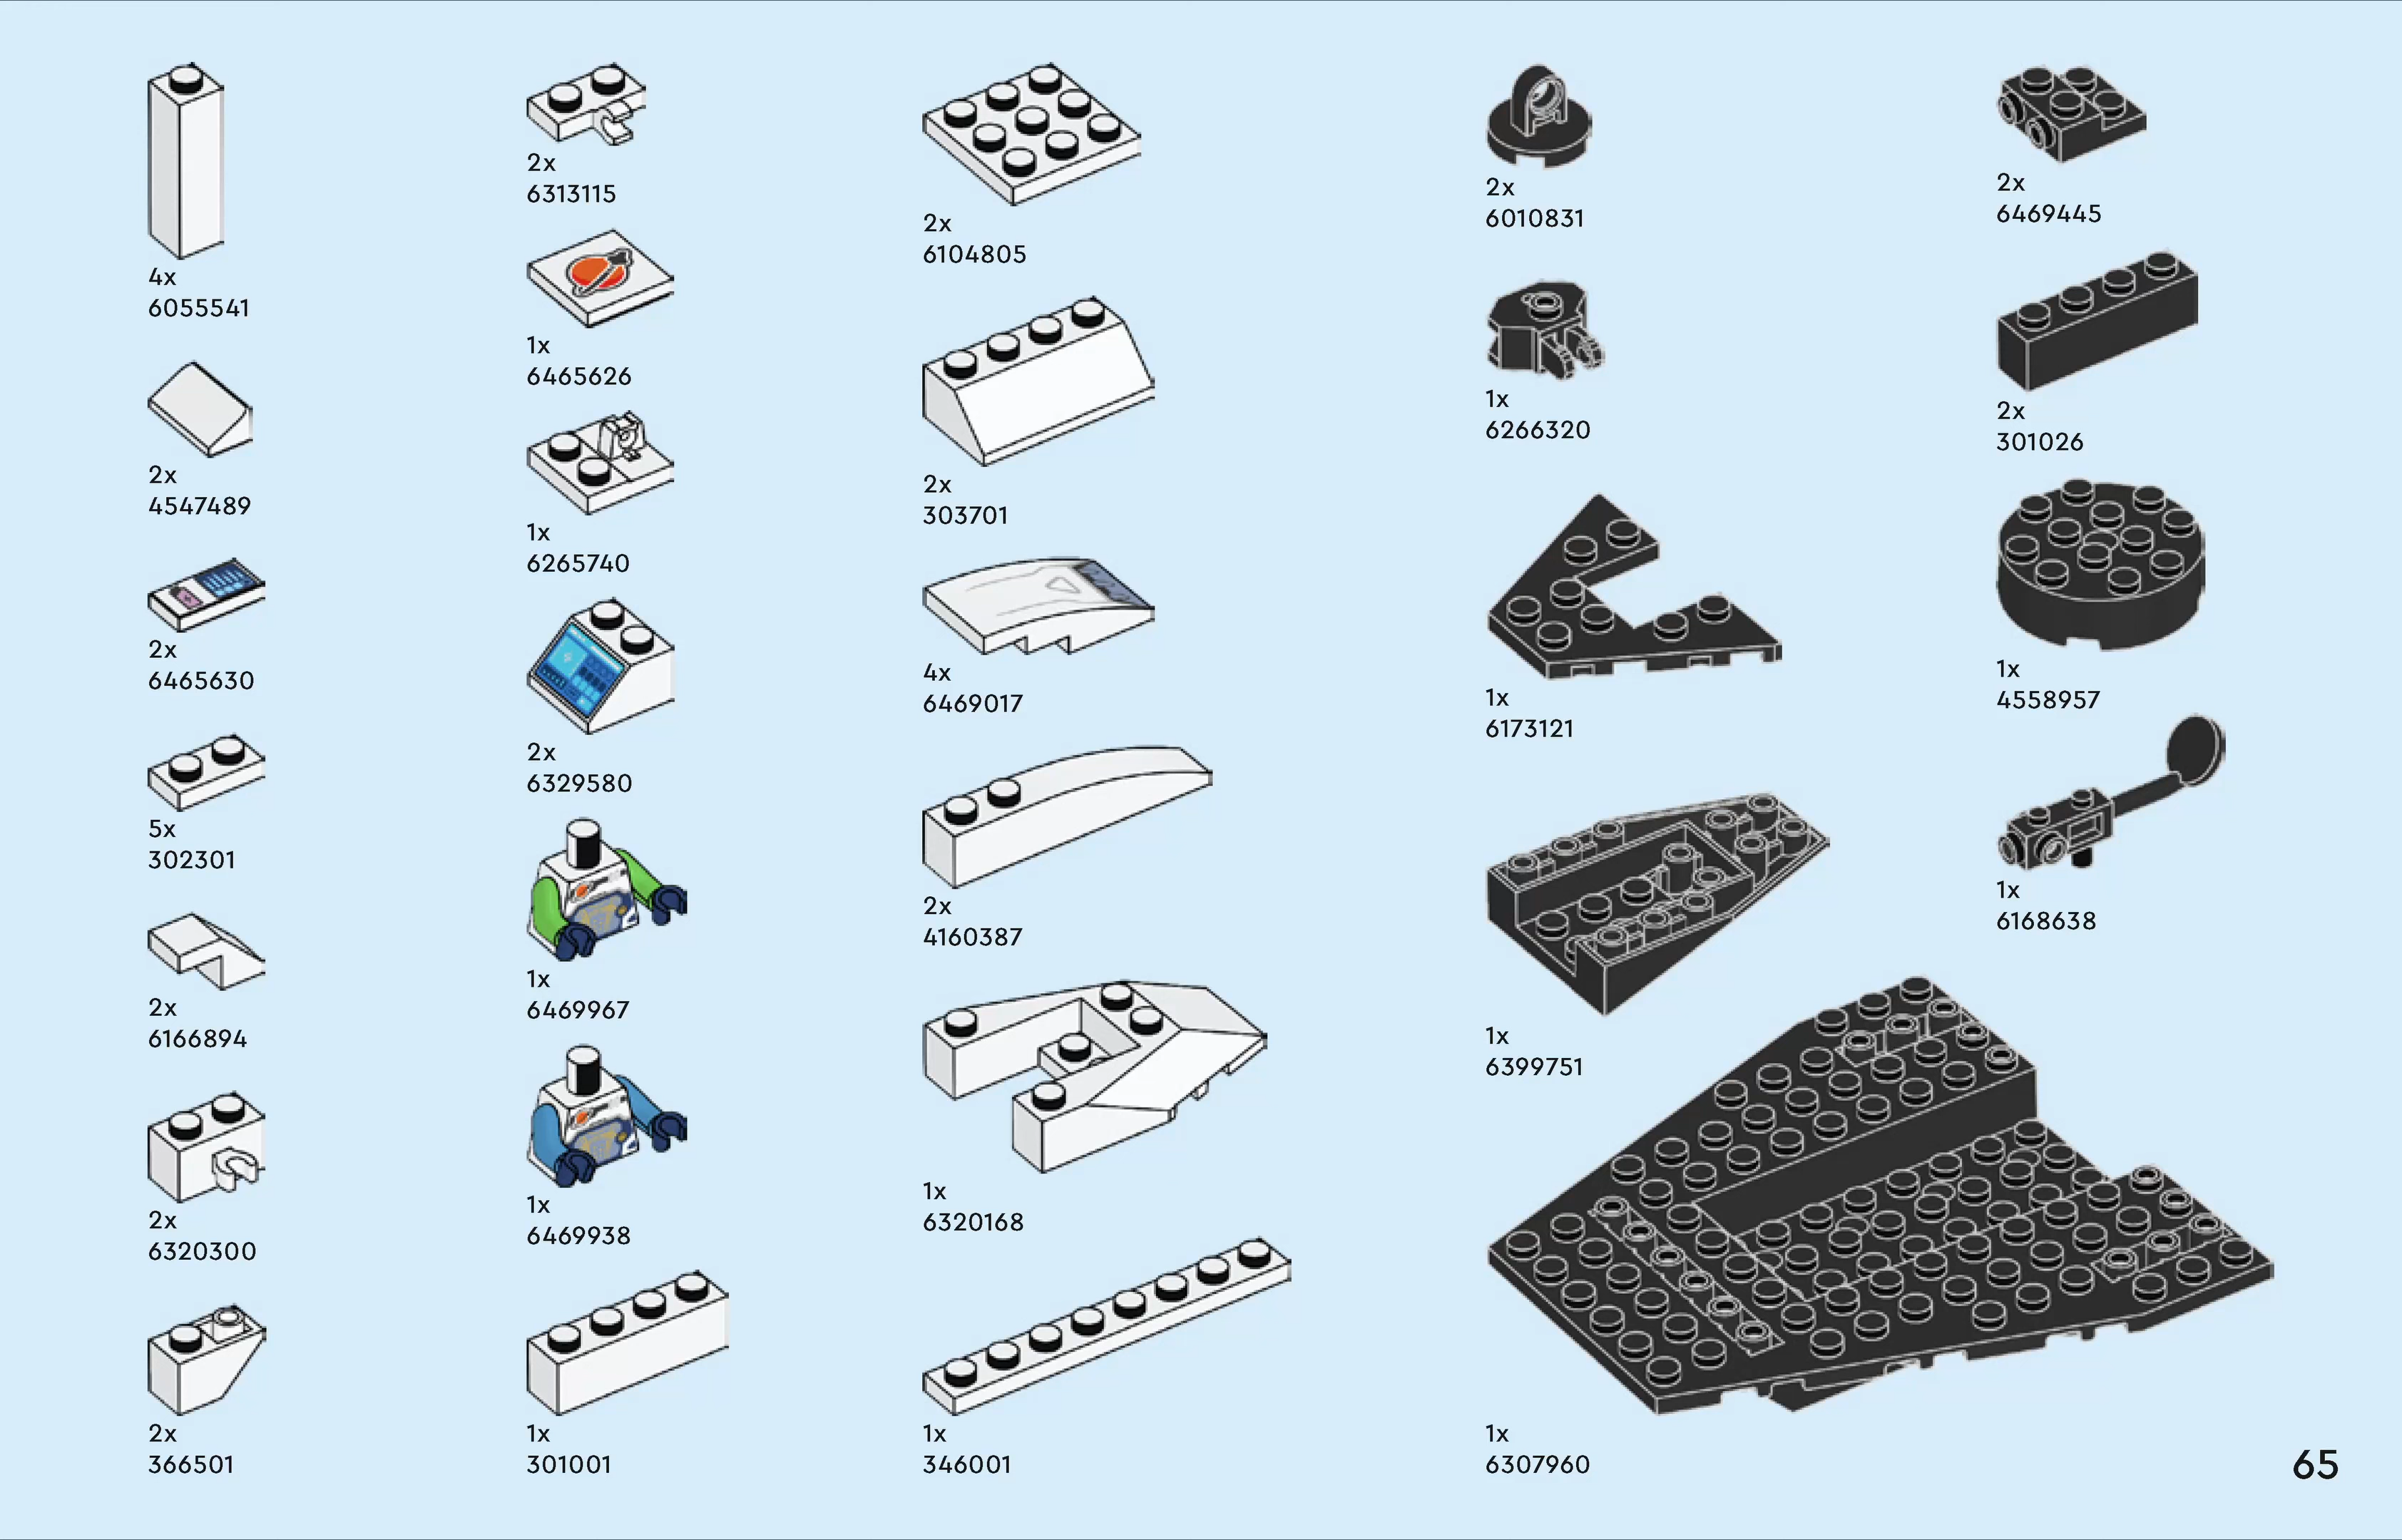 4x
6055541
2x
4547489
2x
6465630
5x
302301
2x
6166894
2x
6320300
2x
366501
2x
6313115
1x
6465626
1x
6265740
2x
6329580
1x
6469967
1x
6469938
1x
301001
2x
6104805
2x
303701
4x
6469017
2x
4160387
1x
6320168
1x
346001
2x
6010831
1x
6266320
1x
6173121
1x
6399751
1x
6307960
2x
6469445
2x
301026
1x
4558957
1x
6168638
65